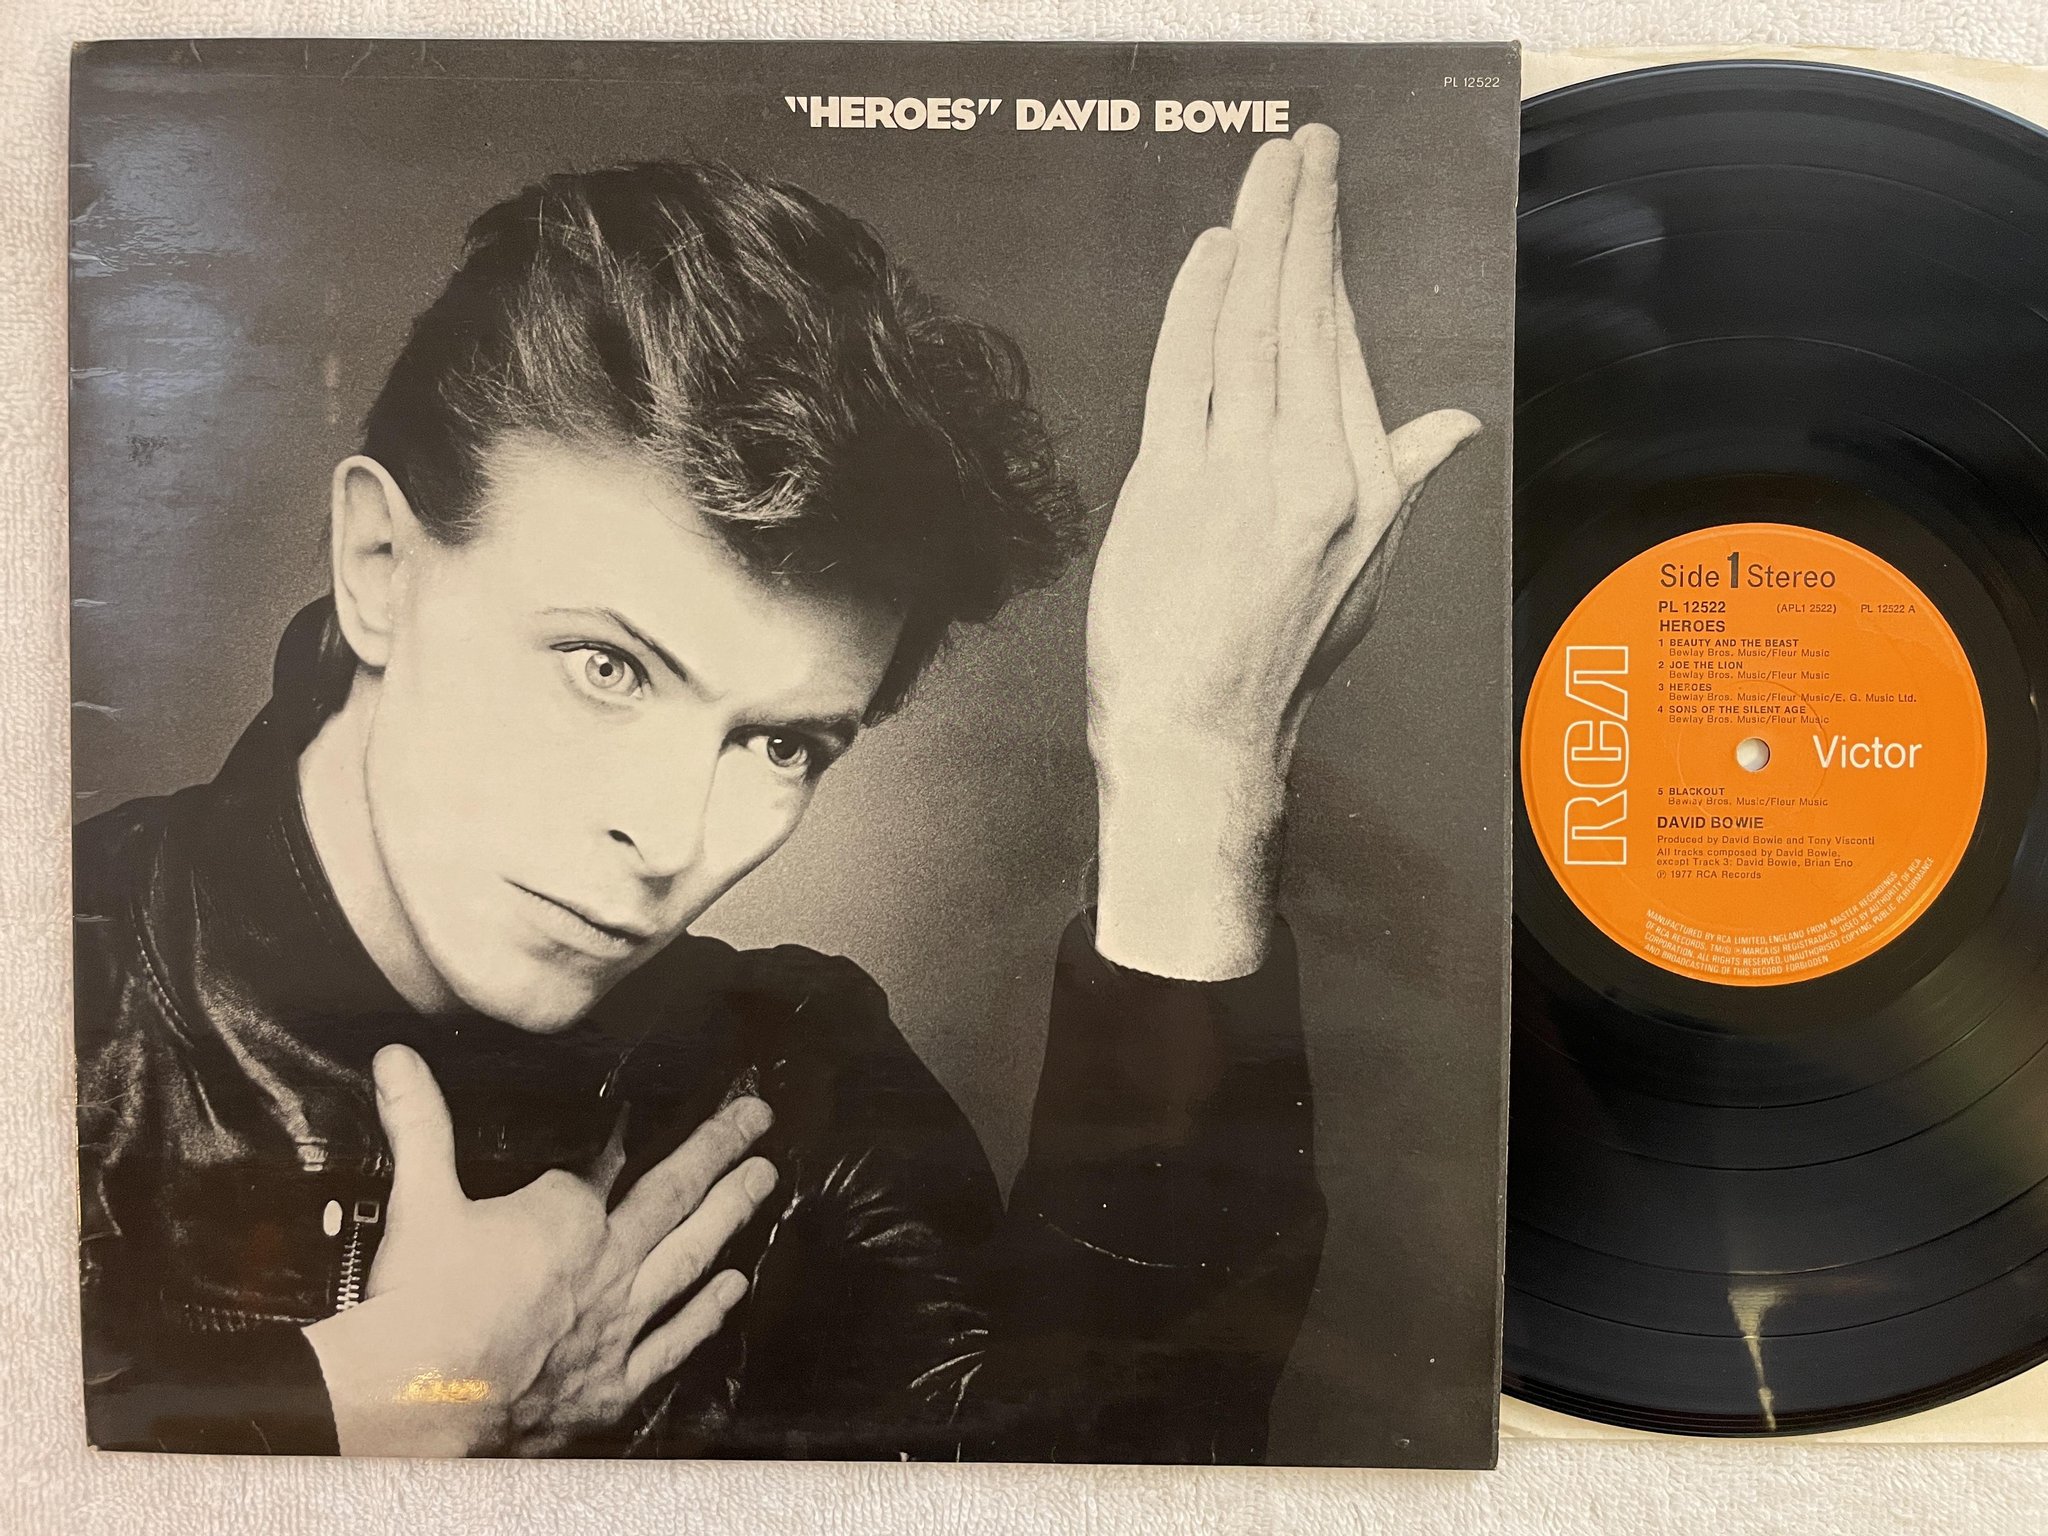 PL 12522
"HEROES" DAVID BOWIE
Side 1 Stereo
PL 12522 (APL1 2522) PL 12522 A
HEROES
1 BEAUTY AND THE BEAST
Bewlay Bros. Music/Fleur Music
2 JOE THE LION
Bewlay Bros. Music/Fleur Music
3 HEROES
Bewlay Bros. Music/Fleur Music/E. G. Music Ltd.
4 SONS OF THE SILENT AGE
Bewlay Bros. Music/Fleur Music
RCA
Victor
5 BLACKOUT
Bewlay Bros. Music/Fleur Music
DAVID BOWIE
Produced by David Bowie and Tony Visconti
All tracks composed by David Bowie,
except Track 3: David Bowie, Brian Eno
℗ 1977 RCA Records
MANUFACTURED BY RCA LIMITED, ENGLAND FROM MASTER RECORDINGS
OF RCA RECORDS. TM(S) ® MARCA(S) REGISTRADA(S) USED BY AUTHORITY OF RCA
CORPORATION. ALL RIGHTS RESERVED, UNAUTHORISED COPYING, PUBLIC PERFORMANCE
AND BROADCASTING OF THIS RECORD FORBIDDEN